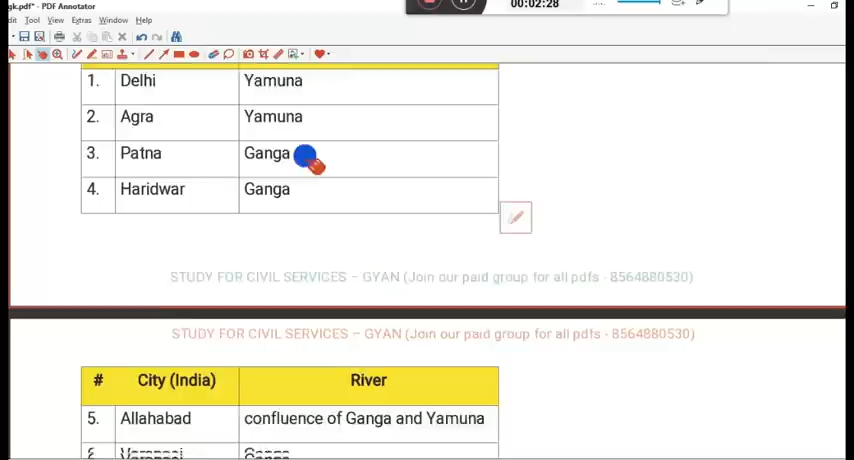 gk.pdf* - PDF Annotator
00:02:28
dit Tool View Extras Window Help
1. Delhi Yamuna
2. Agra Yamuna
3. Patna Ganga
4. Haridwar Ganga
STUDY FOR CIVIL SERVICES – GYAN (Join our paid group for all pdfs - 8564880530)
STUDY FOR CIVIL SERVICES – GYAN (Join our paid group for all pdfs - 8564880530)
# City (India) River
5. Allahabad confluence of Ganga and Yamuna